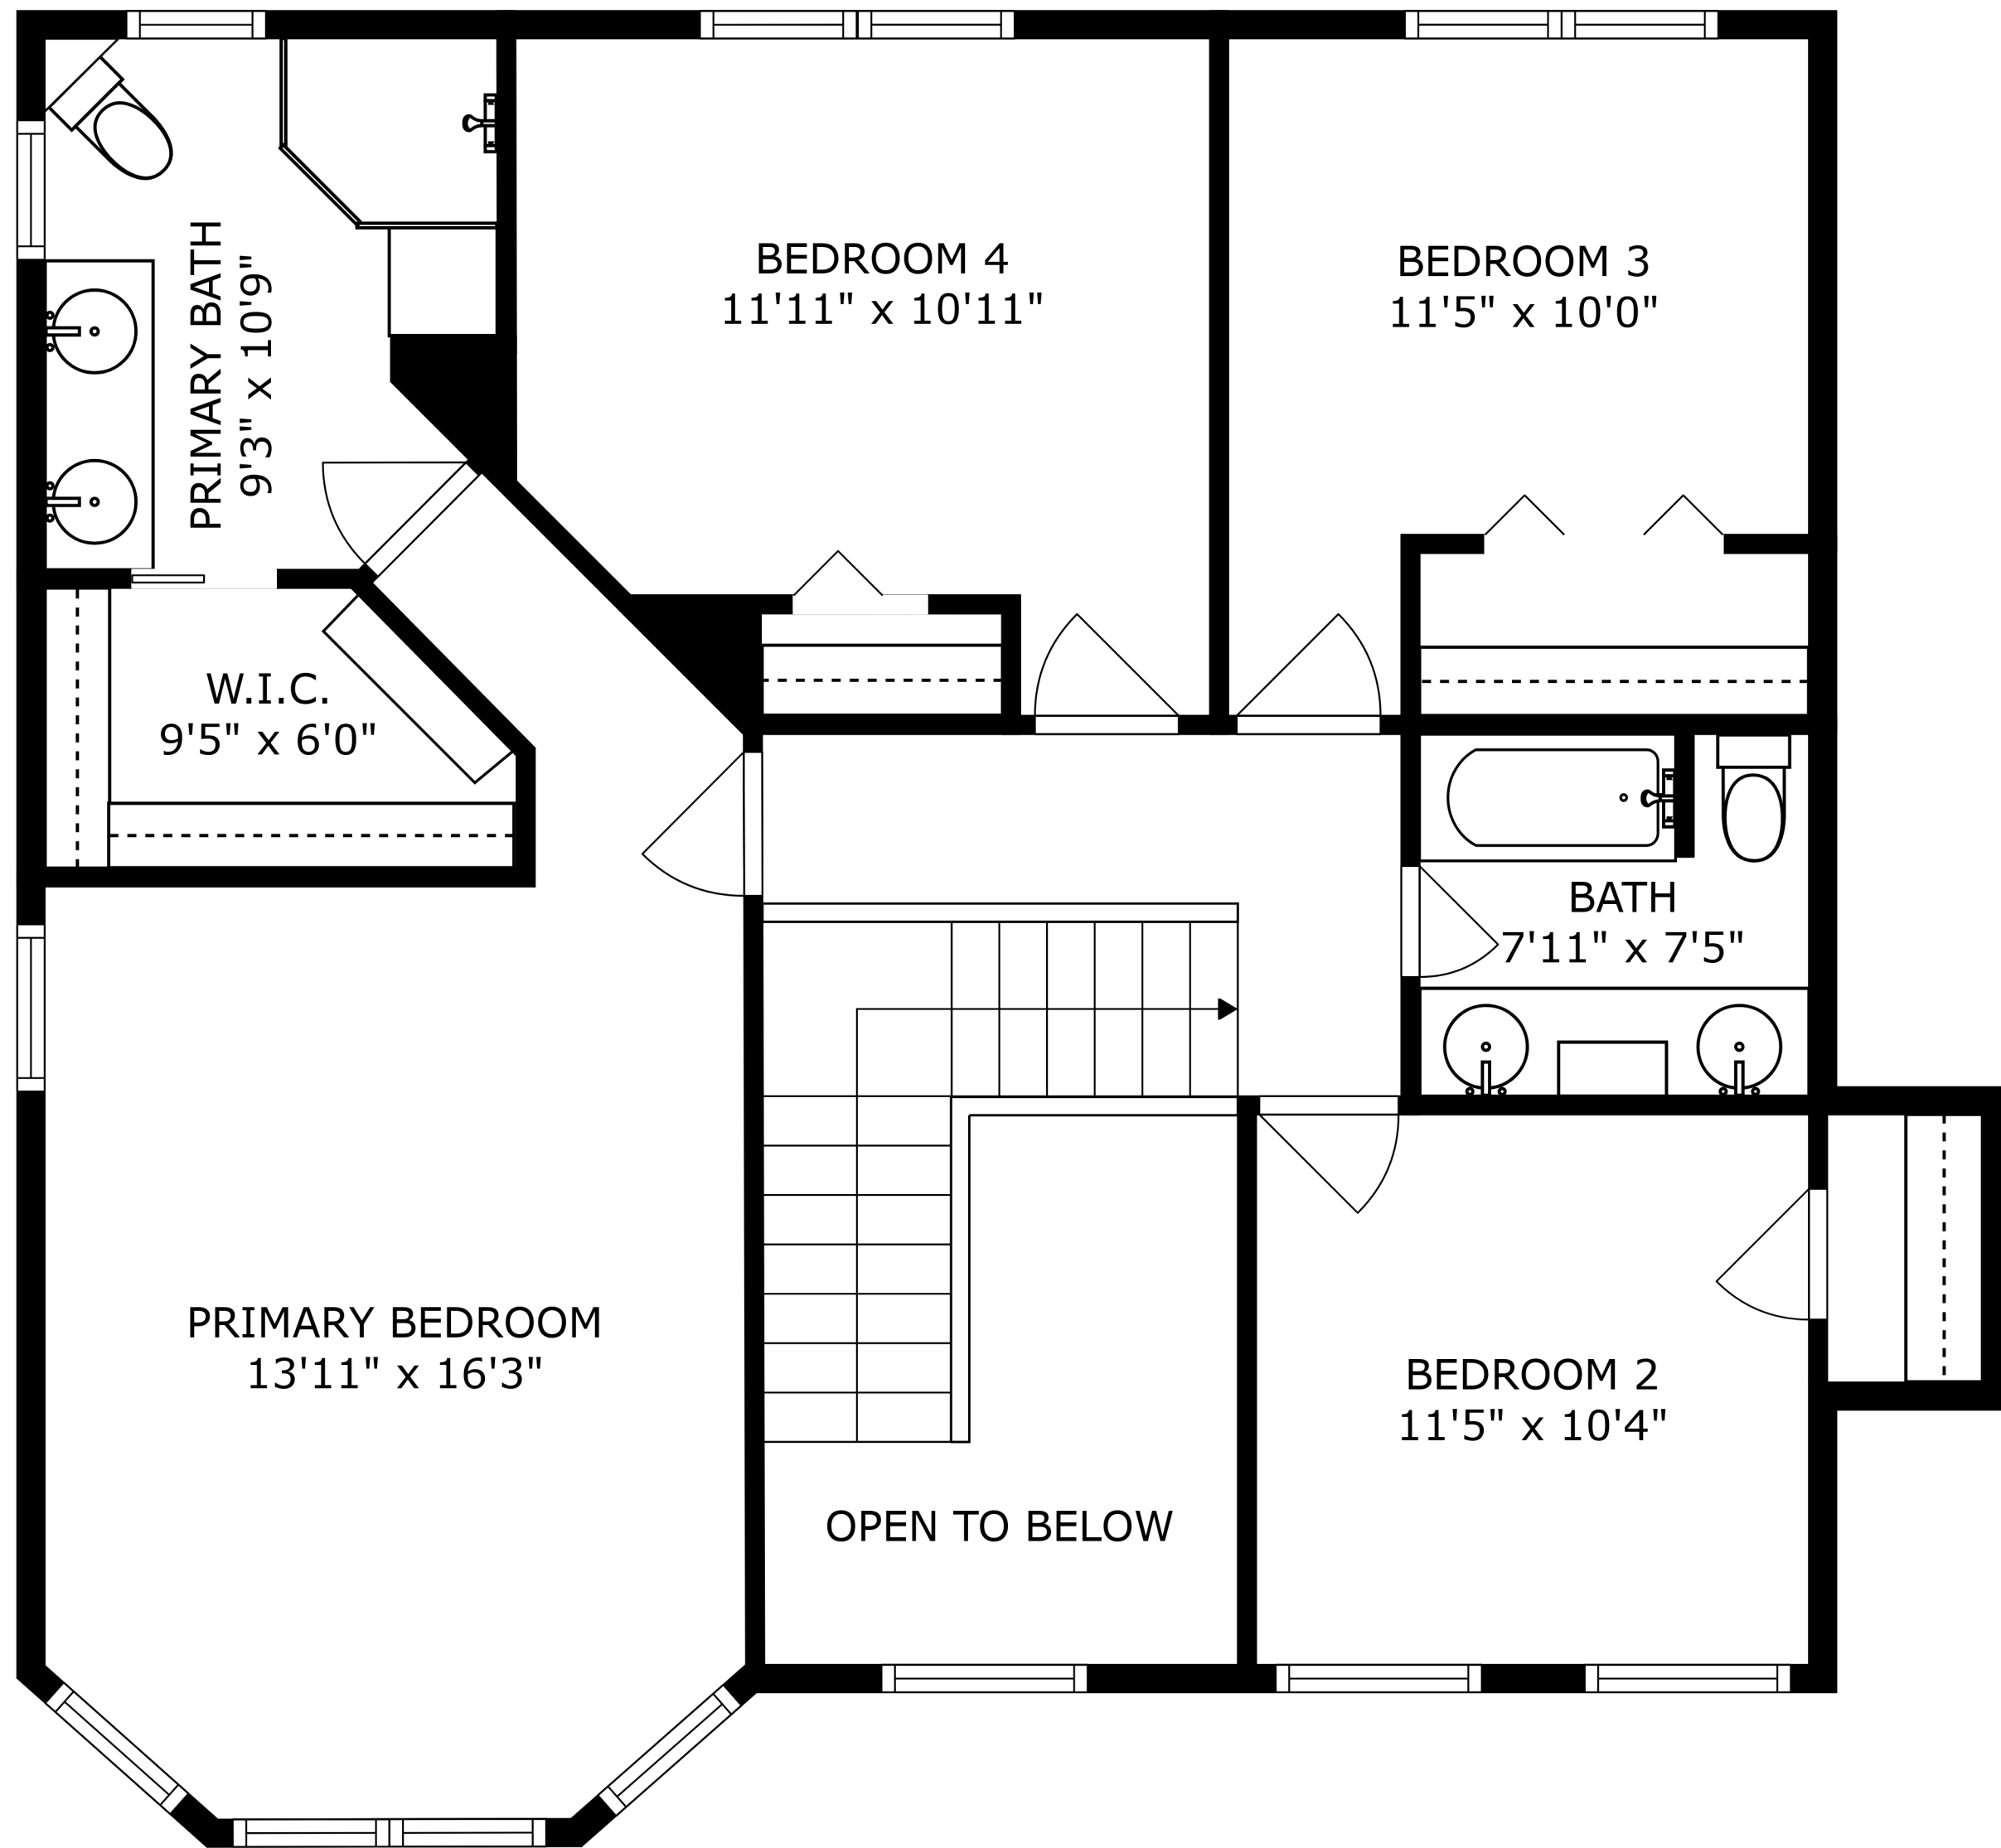 PRIMARY BATH
9'3" x 10'9"
BEDROOM 4
11'11" x 10'11"
BEDROOM 3
11'5" x 10'0"
W.I.C.
9'5" x 6'0"
BATH
7'11" x 7'5"
PRIMARY BEDROOM
13'11" x 16'3"
BEDROOM 2
11'5" x 10'4"
OPEN TO BELOW